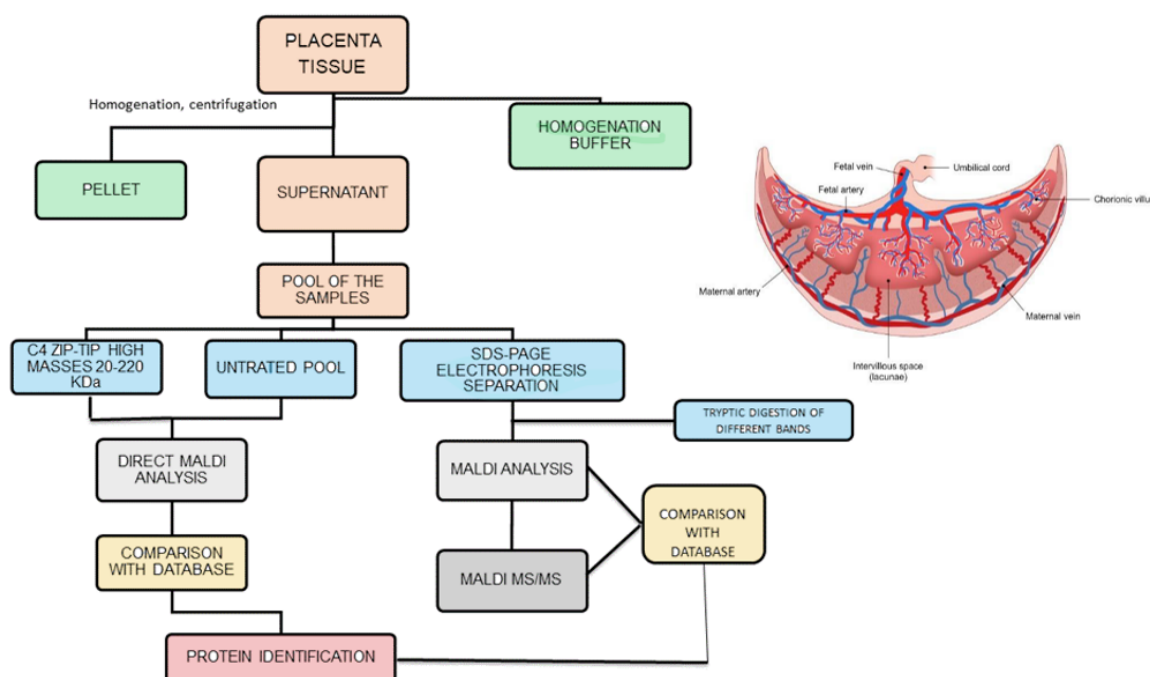 PLACENTA
TISSUE
Homogenation, centrifugation
HOMOGENATION
BUFFER
PELLET
SUPERNATANT
POOL OF THE
SAMPLES
C4 ZIP-TIP HIGH
MASSES 20-220
KDa
UNTRATED POOL
SDS-PAGE
ELECTROPHORESIS
SEPARATION
TRYPTIC DIGESTION OF
DIFFERENT BANDS
DIRECT MALDI
ANALYSIS
MALDI ANALYSIS
COMPARISON
WITH
DATABASE
COMPARISON
WITH DATABASE
MALDI MS/MS
PROTEIN IDENTIFICATION
Fetal vein
Umbilical cord
Fetal artery
Chorionic villu
Maternal artery
Maternal vein
Intervillous space
(lacunae)